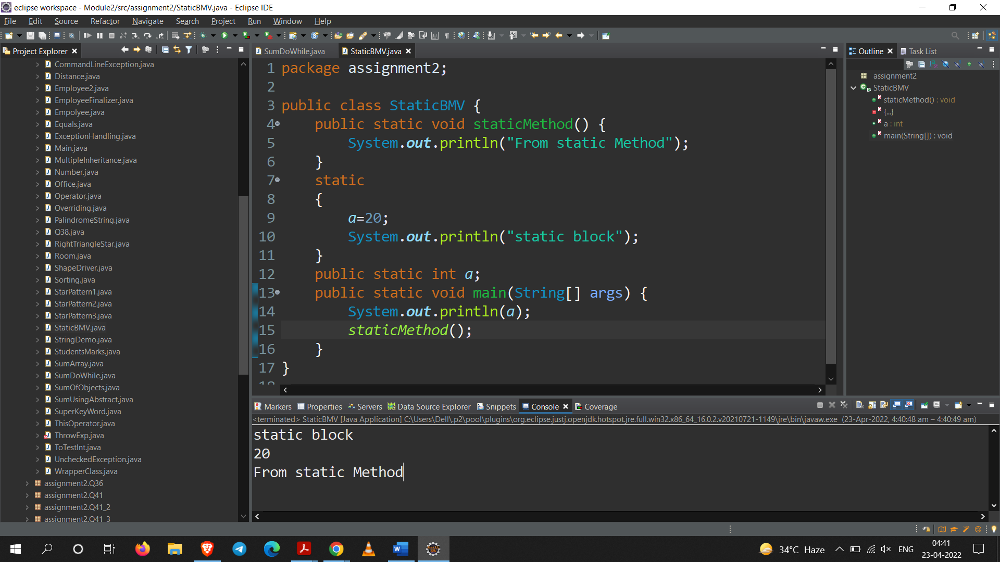 eclipse workspace - Module2/src/assignment2/StaticBMV.java - Eclipse IDE
File Edit Source Refactor Navigate Search Project Run Window Help
Project Explorer
CommandLineException.java
Distance.java
Employee2.java
EmployeeFinalizer.java
Empolyee.java
Equals.java
ExceptionHandling.java
Main.java
MultipleInheritance.java
Number.java
Office.java
Operator.java
Overriding.java
PalindromeString.java
Q38.java
RightTriangleStar.java
Room.java
ShapeDriver.java
Sorting.java
StarPattern1.java
StarPattern2.java
StarPattern3.java
StaticBMV.java
StringDemo.java
StudentsMarks.java
SumArray.java
SumDoWhile.java
SumOfObjects.java
SumUsingAbstract.java
SuperKeyWord.java
ThisOperator.java
ThrowExp.java
ToTestInt.java
UncheckedException.java
WrapperClass.java
assignment2.Q36
assignment2.Q41
assignment2.Q41_2
assignment2.Q41_3
SumDoWhile.java StaticBMV.java
1 package assignment2;
2
3 public class StaticBMV {
4 public static void staticMethod() {
5 System.out.println("From static Method");
6 }
7 static
8 {
9 a=20;
10 System.out.println("static block");
11 }
12 public static int a;
13 public static void main(String[] args) {
14 System.out.println(a);
15 staticMethod();
16 }
17 }
18
Outline Task List
assignment2
StaticBMV
staticMethod() : void
{...}
a : int
main(String[]) : void
Markers Properties Servers Data Source Explorer Snippets Console Coverage
<terminated> StaticBMV [Java Application] C:\Users\Dell\.p2\pool\plugins\org.eclipse.justj.openjdk.hotspot.jre.full.win32.x86_64_16.0.2.v20210721-1149\jre\bin\javaw.exe (23-Apr-2022, 4:40:48 am – 4:40:49 am)
static block
20
From static Method
34°C Haze ENG 04:41
23-04-2022